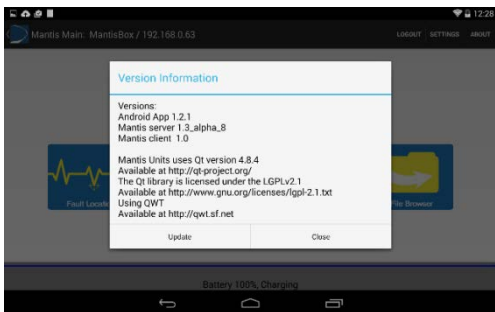 12:28
Mantis Main: MantisBox / 192.168.0.63
LOGOUT SETTINGS ABOUT
Version Information
Versions:
Android App 1.2.1
Mantis server 1.3_alpha_8
Mantis client 1.0
Mantis Units uses Qt version 4.8.4
Available at http://qt-project.org/
The Qt library is licensed under the LGPLv2.1
Available at http://www.gnu.org/licenses/lgpl-2.1.txt
Using QWT
Available at http://qwt.sf.net
Update Close
Fault File Browser
Battery 100%, Charging